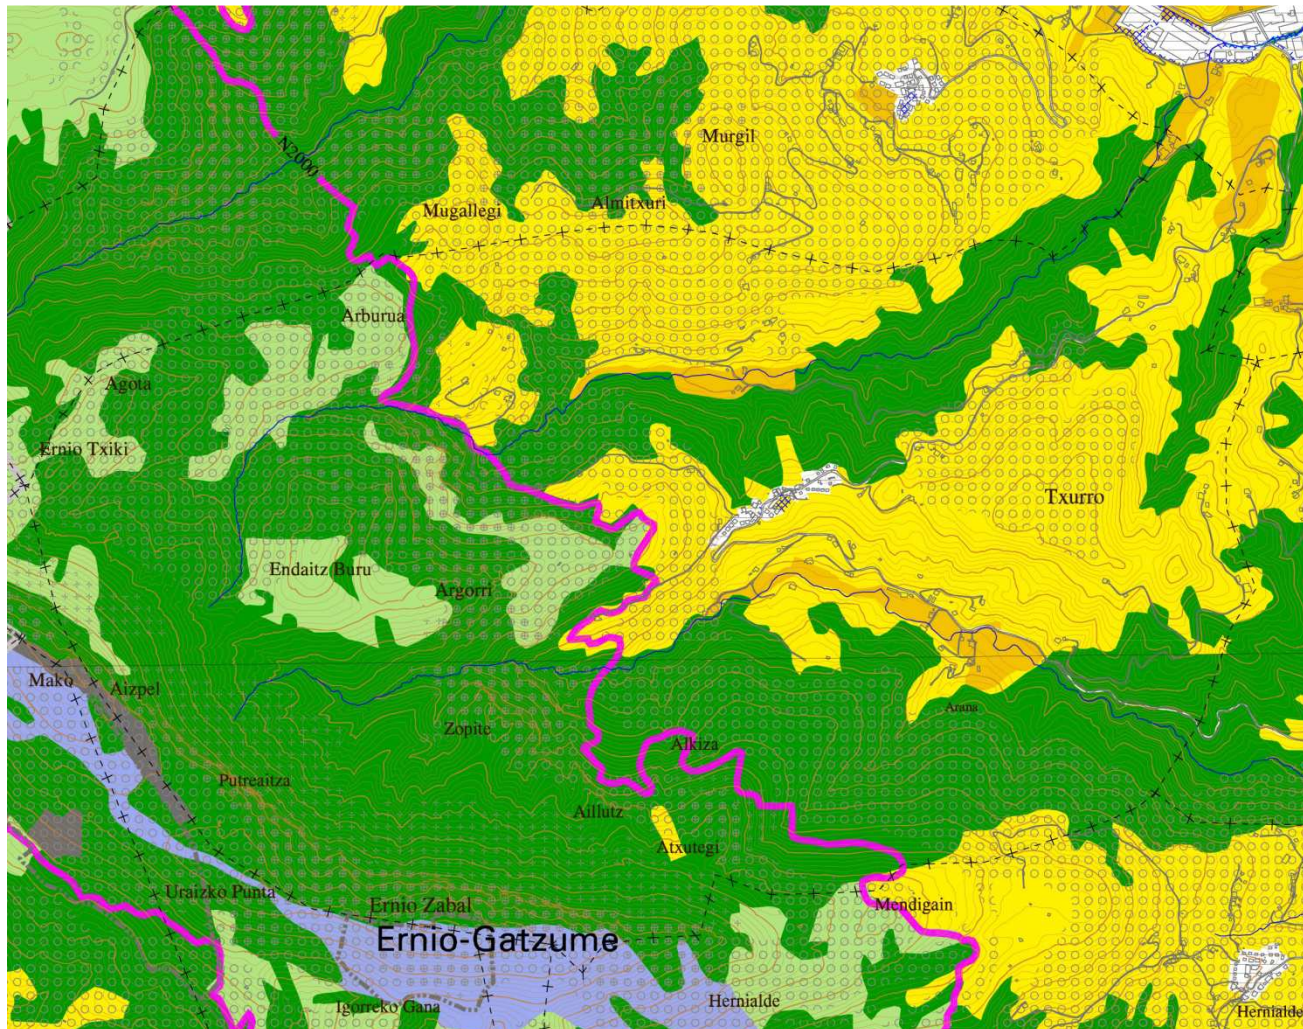 Murgil
N2000
Almitxuri
Mugallegi
Arburua
Agota
Ernio Txiki
Txurro
Endaitz Buru
Argorri
Mako
Aizpel
Arana
Zopite
Alkiza
Putreaitza
Aillutz
Atxutegi
Uraizko Punta
Ernio Zabal
Mendigain
Ernio-Gatzume
Hernialde
Igorreko Gana
Hernialde